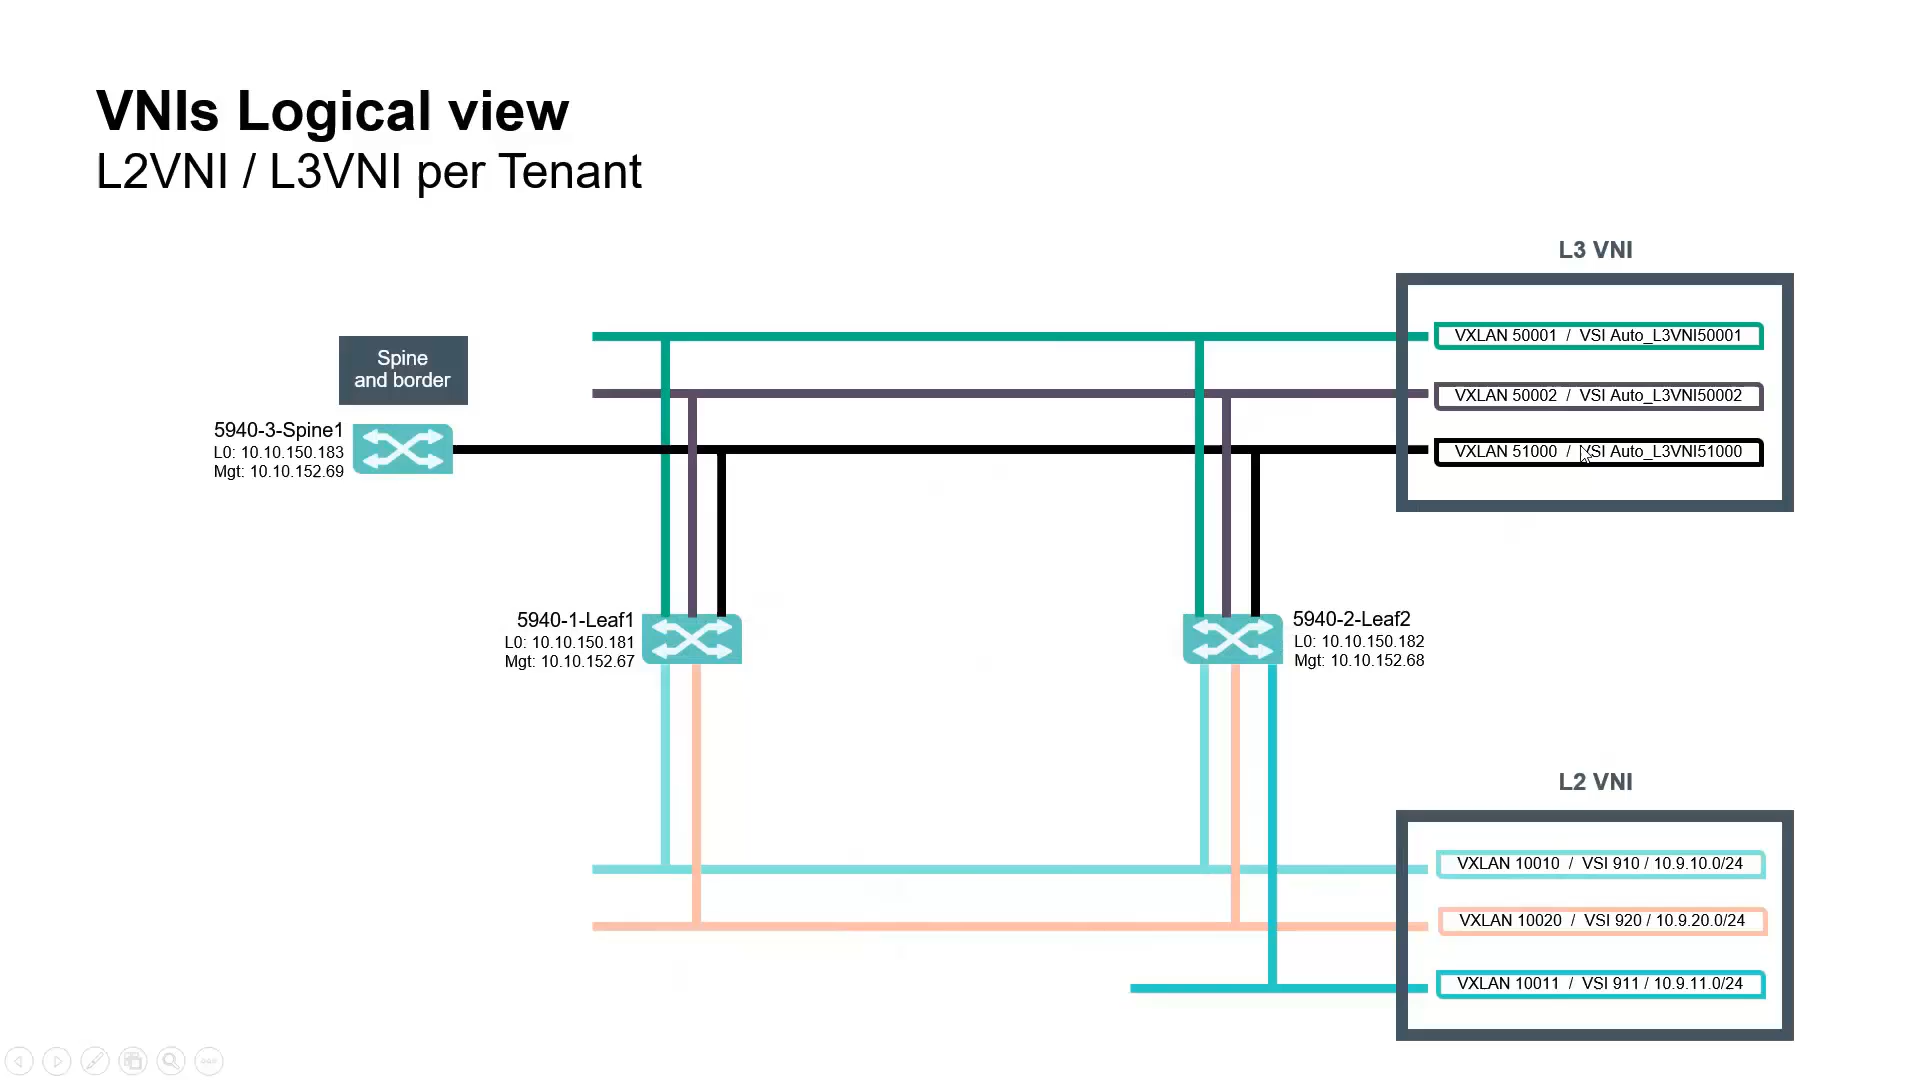 VNIs Logical view
L2VNI / L3VNI per Tenant
L3 VNI
VXLAN 50001 / VSI Auto_L3VNI50001
VXLAN 50002 / VSI Auto_L3VNI50002
VXLAN 51000 / VSI Auto_L3VNI51000
Spine
and border
5940-3-Spine1
L0: 10.10.150.183
Mgt: 10.10.152.69
5940-1-Leaf1
L0: 10.10.150.181
Mgt: 10.10.152.67
5940-2-Leaf2
L0: 10.10.150.182
Mgt: 10.10.152.68
L2 VNI
VXLAN 10010 / VSI 910 / 10.9.10.0/24
VXLAN 10020 / VSI 920 / 10.9.20.0/24
VXLAN 10011 / VSI 911 / 10.9.11.0/24